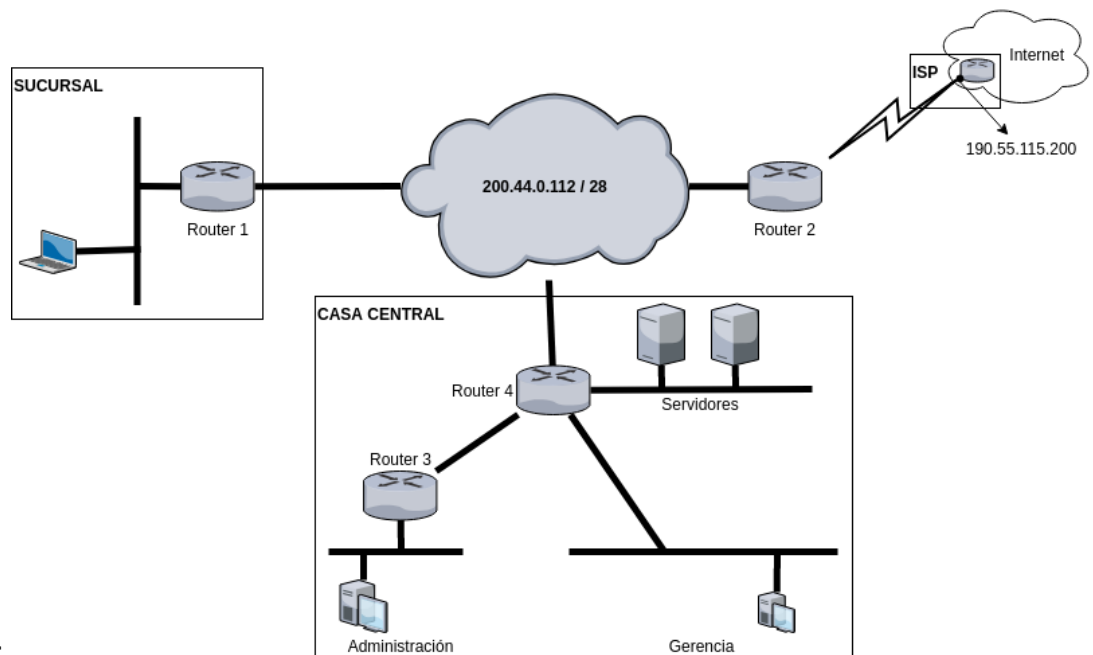 Internet
ISP
SUCURSAL
190.55.115.200
200.44.0.112 / 28
Router 1
Router 2
CASA CENTRAL
Router 4
Servidores
Router 3
Administración
Gerencia